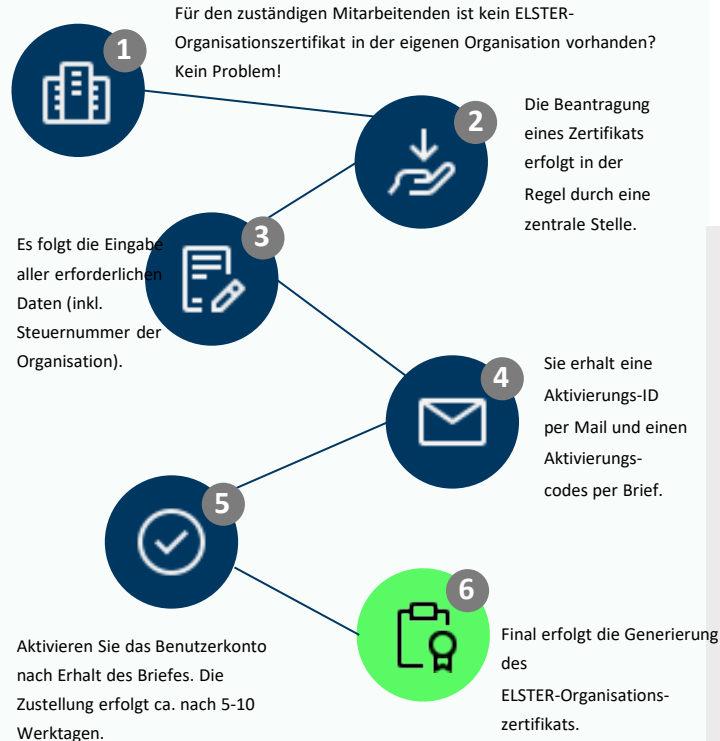 1
Für den zuständigen Mitarbeitenden ist kein ELSTER-
Organisationszertifikat in der eigenen Organisation vorhanden?
Kein Problem!
2
Die Beantragung
eines Zertifikats
erfolgt in der
Regel durch eine
zentrale Stelle.
3
Es folgt die Eingabe
aller erforderlichen
Daten (inkl.
Steuernummer der
Organisation).
4
Sie erhalt eine
Aktivierungs-ID
per Mail und einen
Aktivierungs-
codes per Brief.
5
Aktivieren Sie das Benutzerkonto
nach Erhalt des Briefes. Die
Zustellung erfolgt ca. nach 5-10
Werktagen.
6
Final erfolgt die Generierung
des
ELSTER-Organisations-
zertifikats.